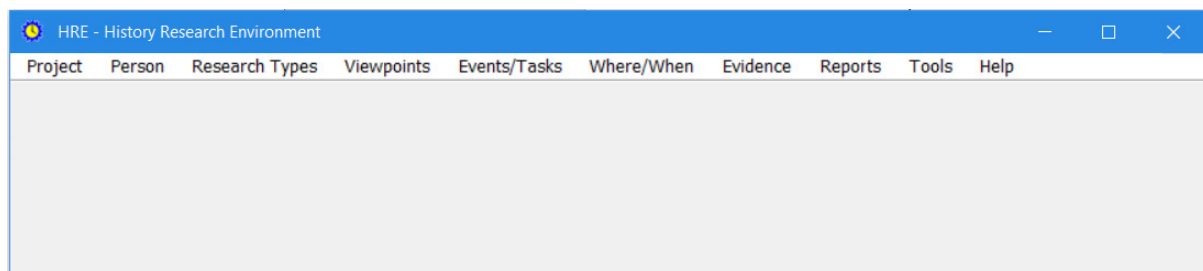 HRE - History Research Environment
Project Person Research Types Viewpoints Events/Tasks Where/When Evidence Reports Tools Help